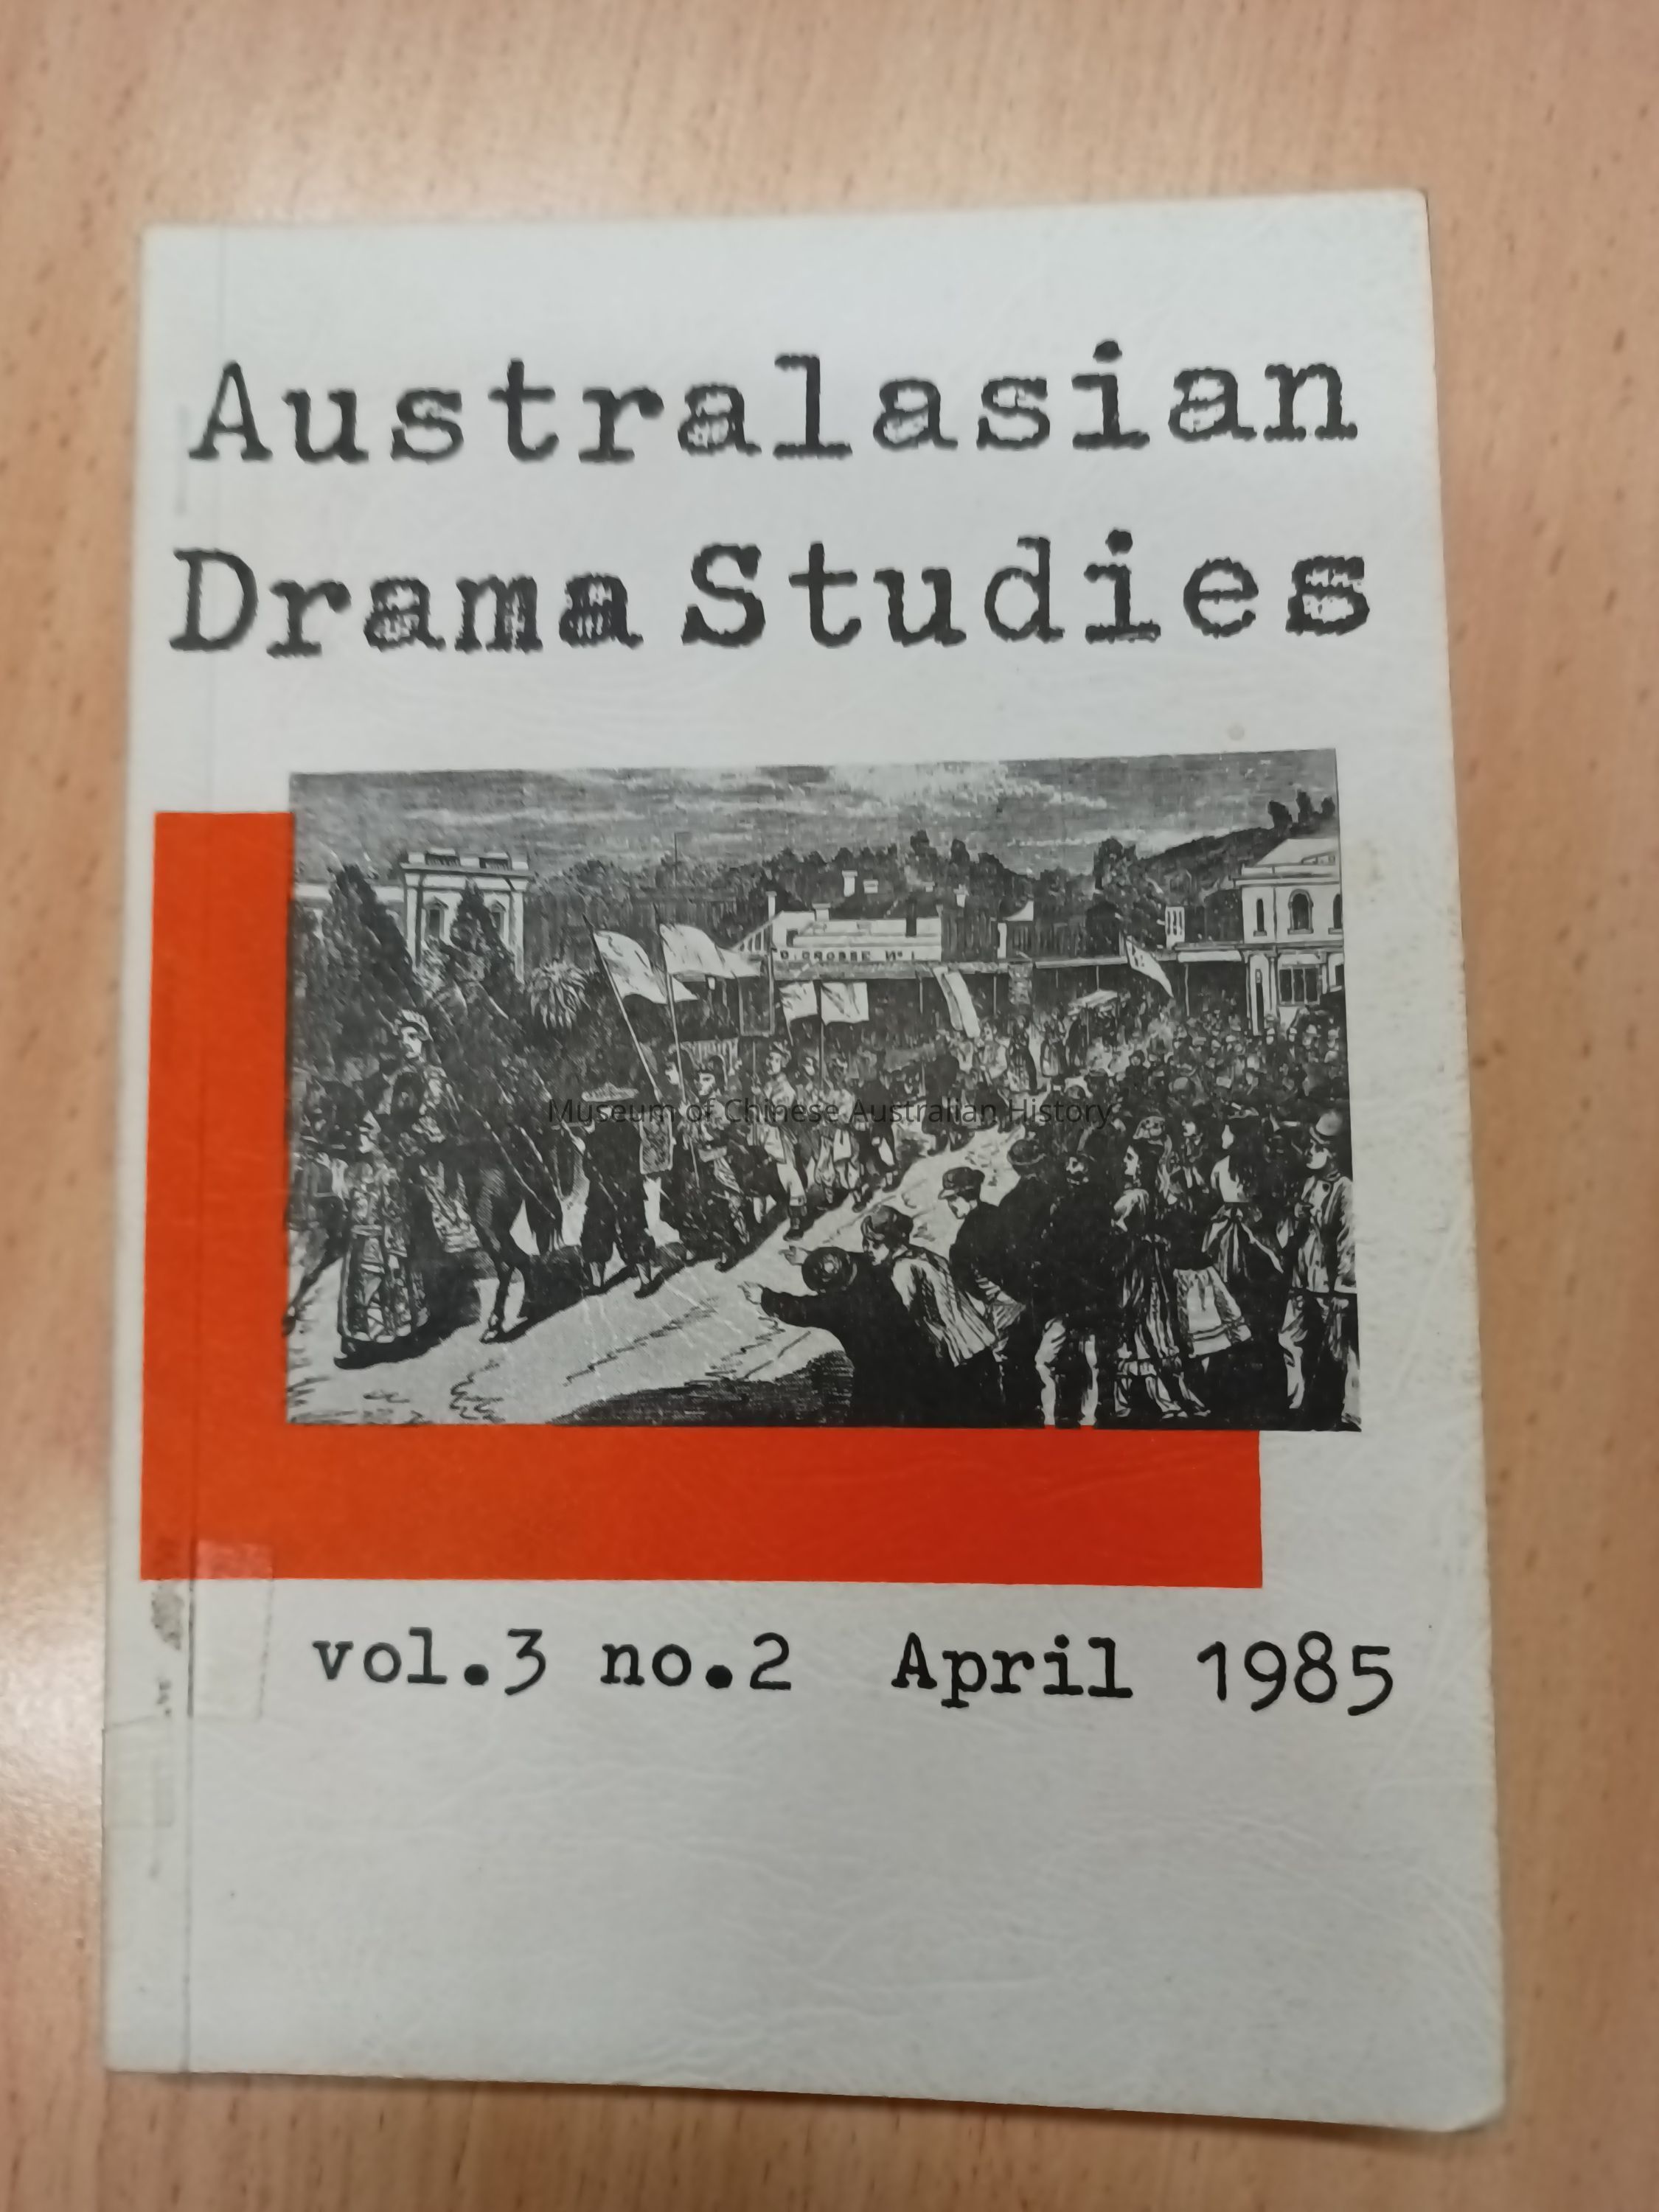 Australasian
Drama Studies
Museum of Chinese Australian History
vol.3 no.2 April 1985